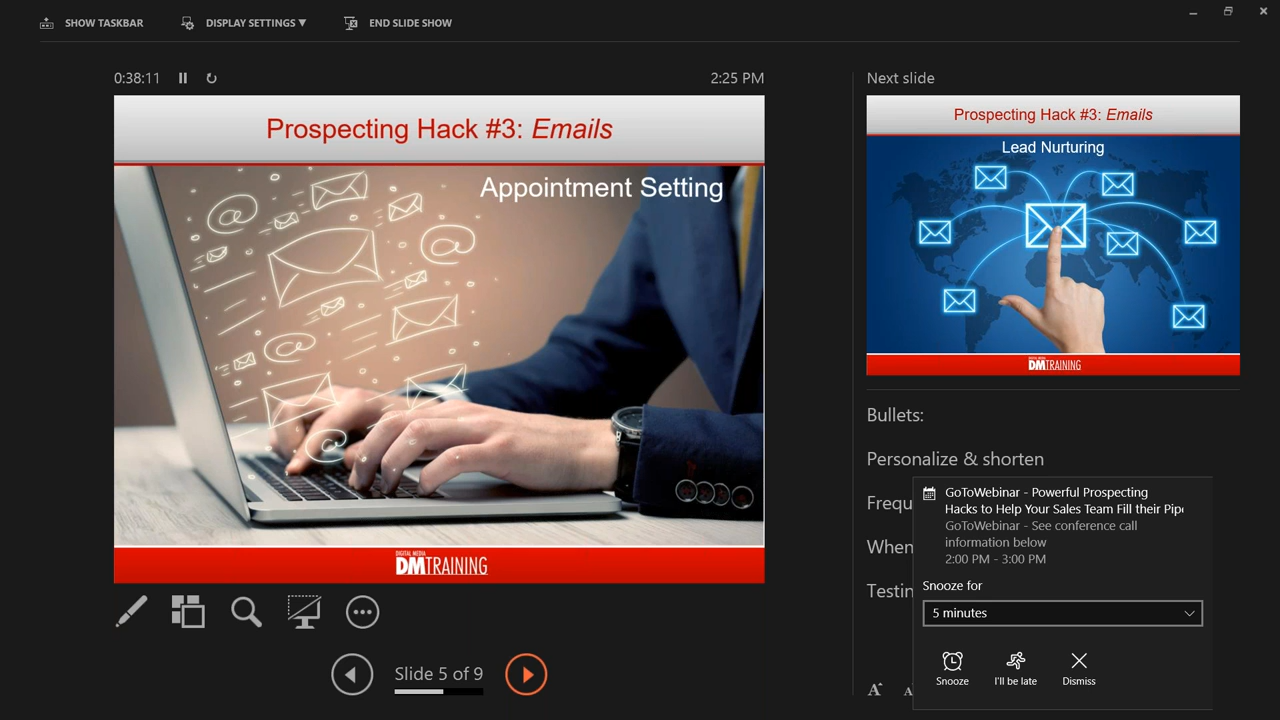 SHOW TASKBAR
DISPLAY SETTINGS ▼
END SLIDE SHOW
0:38:11
2:25 PM
Prospecting Hack #3: Emails
Appointment Setting
DIGITAL MEDIA
DMTRAINING
Slide 5 of 9
Next slide
Prospecting Hack #3: Emails
Lead Nurturing
DMTRAINING
Bullets:
Personalize & shorten
Frequ
When
Testin
GoToWebinar - Powerful Prospecting
Hacks to Help Your Sales Team Fill their Pip
GoToWebinar - See conference call
information below
2:00 PM - 3:00 PM
Snooze for
5 minutes
Snooze
I'll be late
Dismiss
A
A